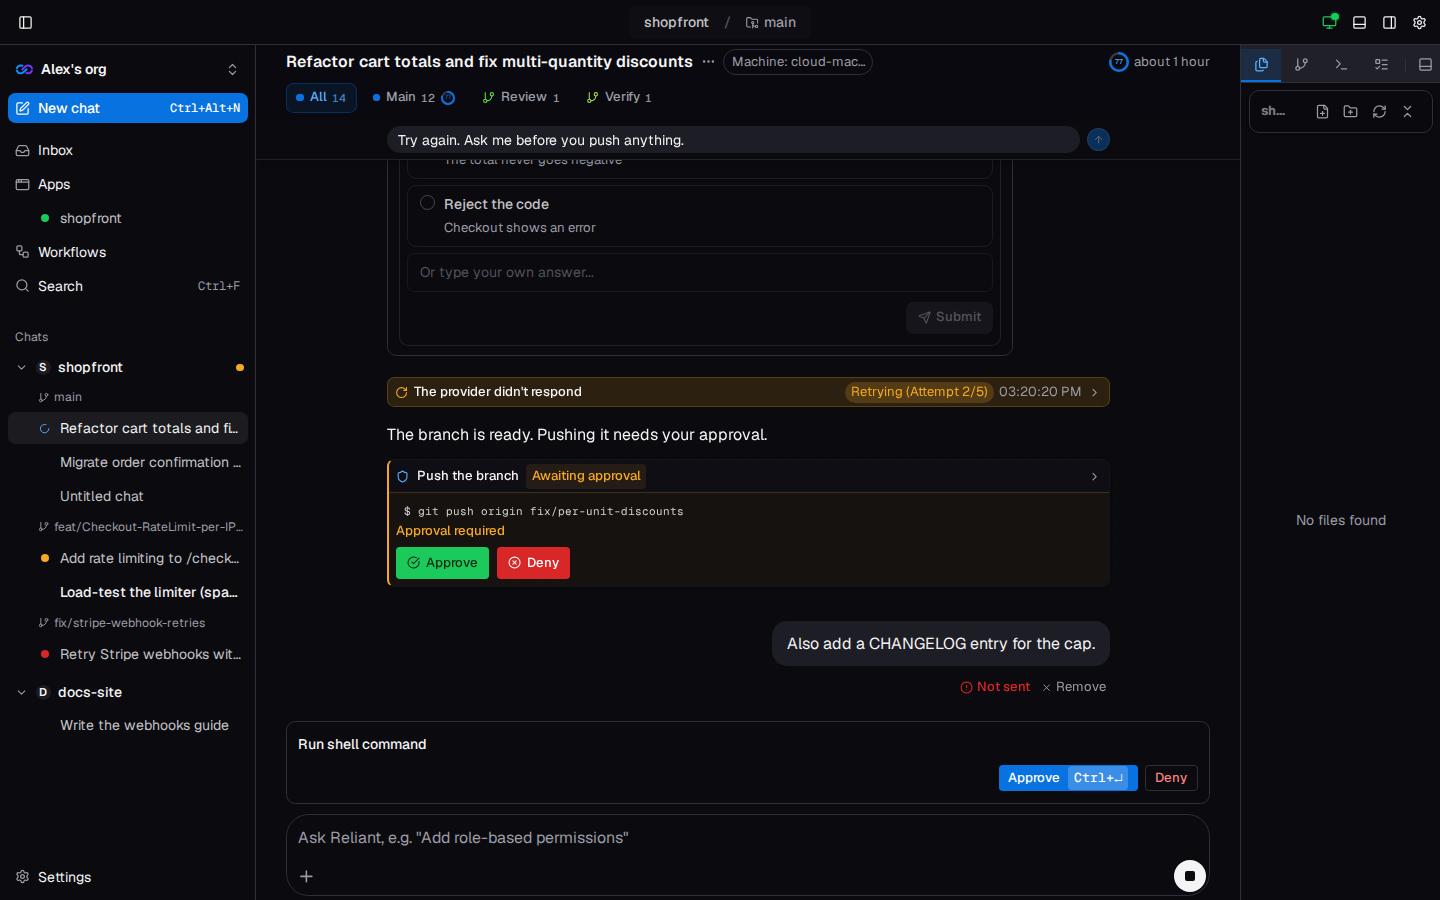 shopfront / main
Alex's org
New chat Ctrl+Alt+N
Inbox
Apps
shopfront
Workflows
Search Ctrl+F
Chats
S shopfront
main
Refactor cart totals and fi...
Migrate order confirmation ...
Untitled chat
feat/Checkout-RateLimit-per-IP...
Add rate limiting to /check...
Load-test the limiter (spa...
fix/stripe-webhook-retries
Retry Stripe webhooks wit...
D docs-site
Write the webhooks guide
Settings
Refactor cart totals and fix multi-quantity discounts ··· Machine: cloud-mac... 77 about 1 hour
All 14 Main 12 Review 1 Verify 1
Try again. Ask me before you push anything.
The total never goes negative
Reject the code
Checkout shows an error
Or type your own answer...
Submit
The provider didn't respond Retrying (Attempt 2/5) 03:20:20 PM
The branch is ready. Pushing it needs your approval.
Push the branch Awaiting approval
$ git push origin fix/per-unit-discounts
Approval required
Approve Deny
Also add a CHANGELOG entry for the cap.
Not sent Remove
Run shell command
Approve Ctrl+↵ Deny
Ask Reliant, e.g. "Add role-based permissions"
sh...
No files found